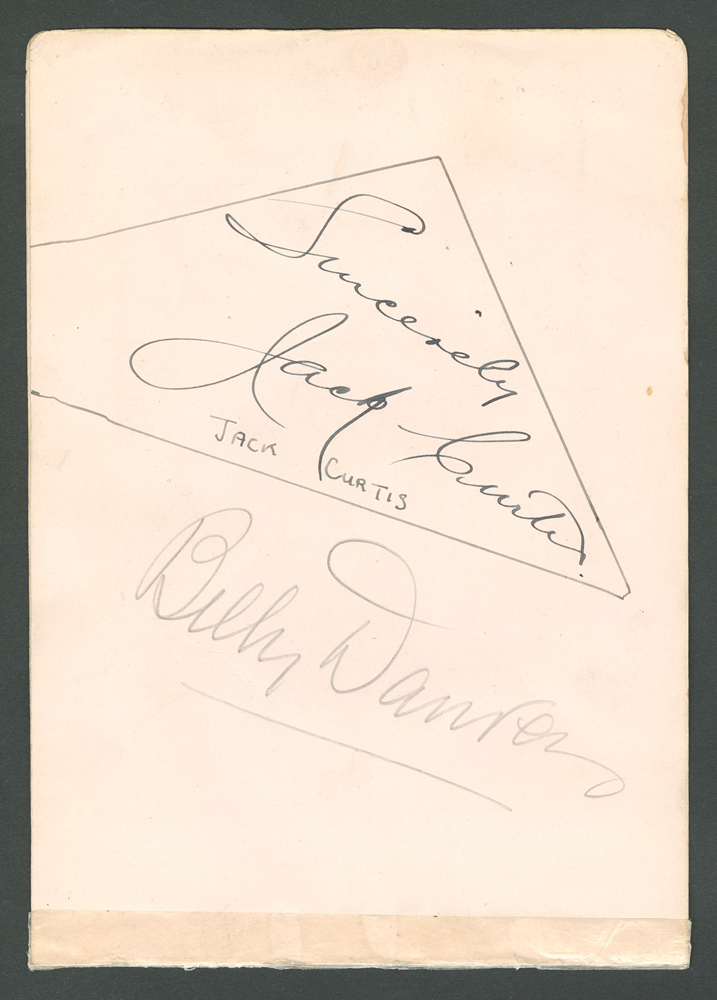 Sincerely
Jack Curtis
JACK CURTIS
Billy Danvers